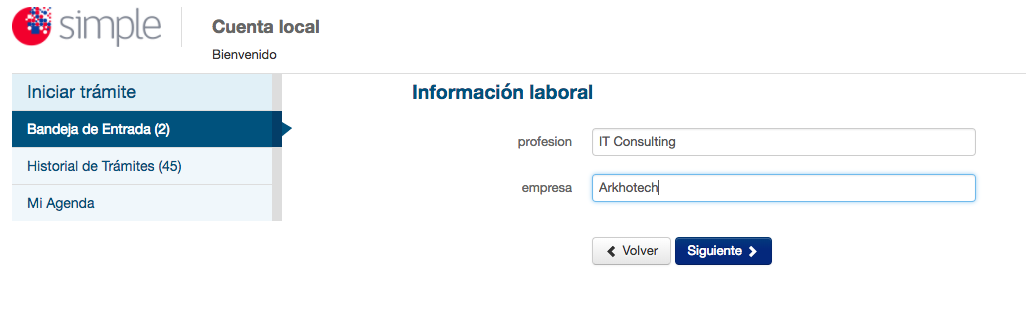 simple
Cuenta local
Bienvenido
Iniciar trámite
Bandeja de Entrada (2)
Historial de Trámites (45)
Mi Agenda
Información laboral
profesion
IT Consulting
empresa
Arkhotech
Volver
Siguiente